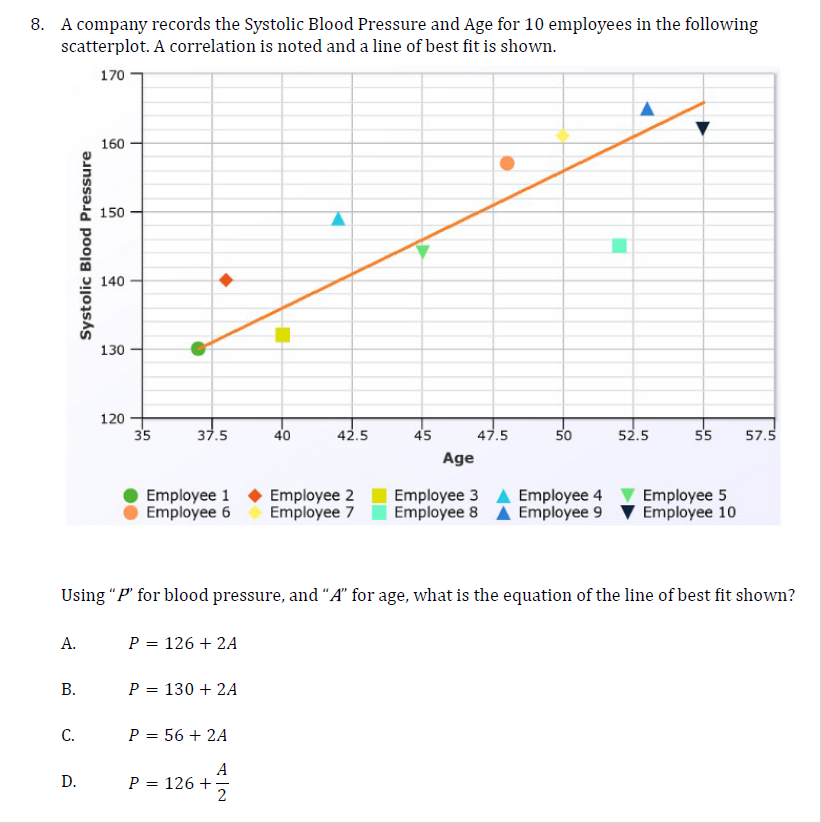 8. A company records the Systolic Blood Pressure and Age for 10 employees in the following
scatterplot. A correlation is noted and a line of best fit is shown.
170
160
150
140
130
120
Systolic Blood Pressure
35 37.5 40 42.5 45 47.5 50 52.5 55 57.5
Age
Employee 1 Employee 2 Employee 3 Employee 4 Employee 5
Employee 6 Employee 7 Employee 8 Employee 9 Employee 10
Using “P” for blood pressure, and “A” for age, what is the equation of the line of best fit shown?
A. P = 126 + 2A
B. P = 130 + 2A
C. P = 56 + 2A
D. P = 126 + A/2